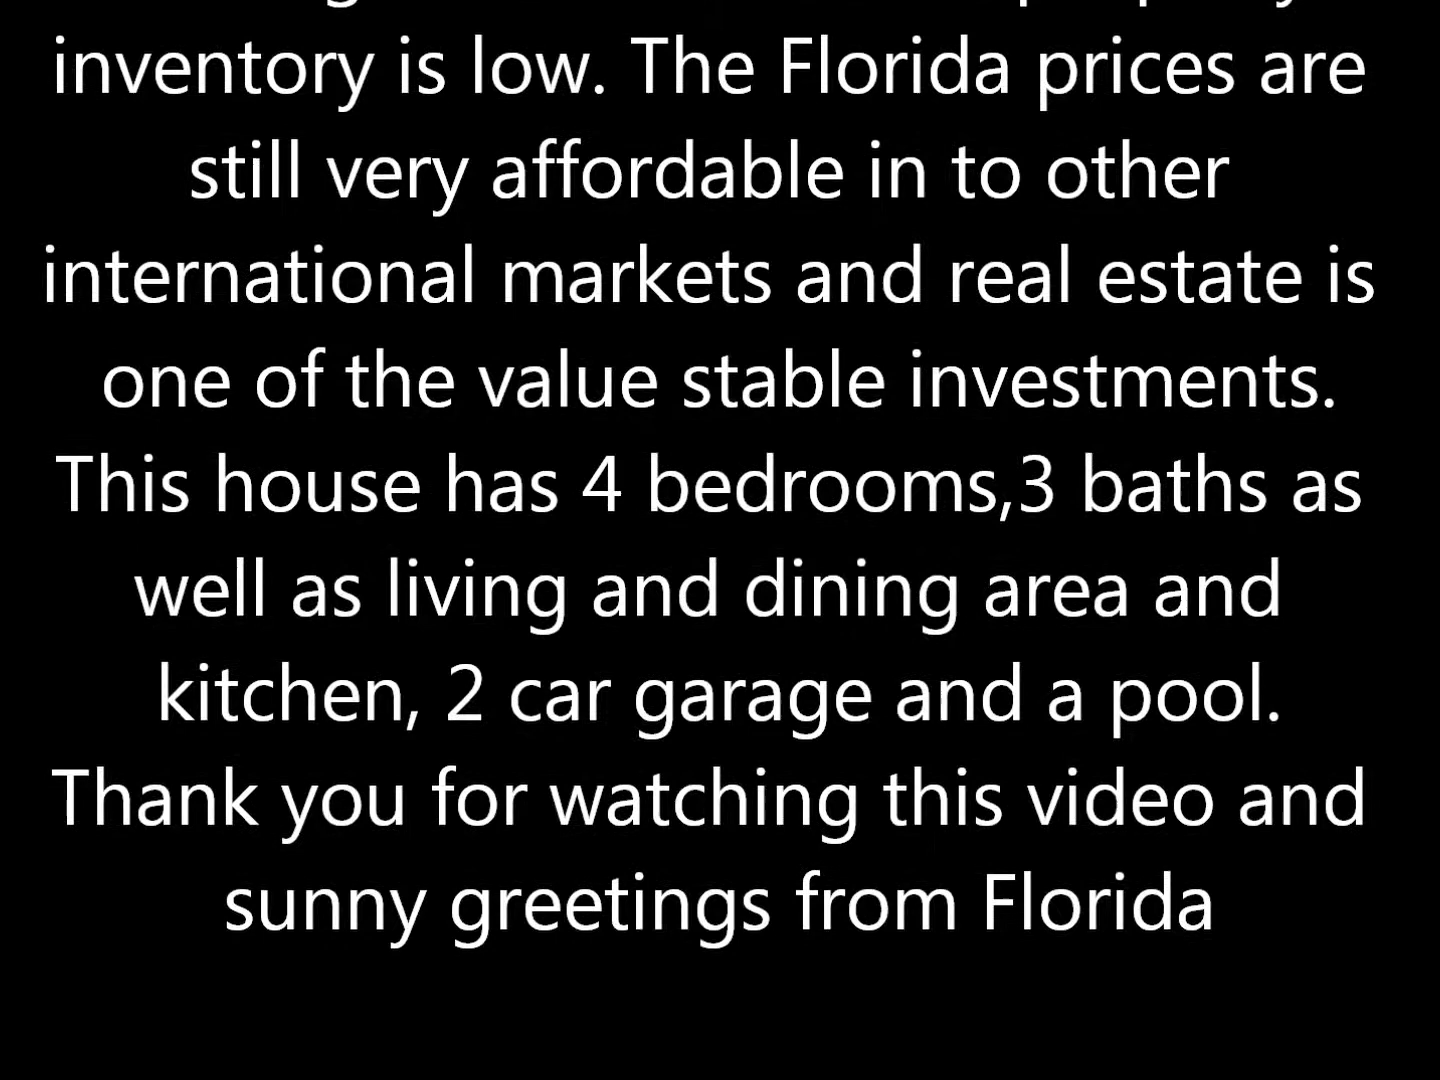 inventory is low. The Florida prices are
still very affordable in to other
international markets and real estate is
one of the value stable investments.
This house has 4 bedrooms,3 baths as
well as living and dining area and
kitchen, 2 car garage and a pool.
Thank you for watching this video and
sunny greetings from Florida